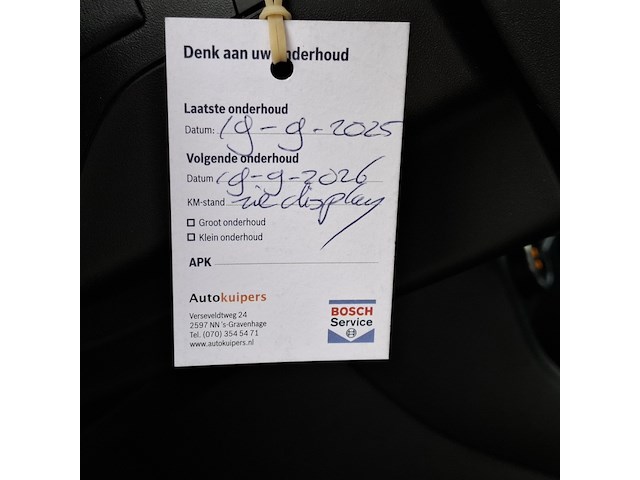 Denk aan uw onderhoud
Laatste onderhoud
Datum: 19-9-2025
Volgende onderhoud
Datum 19-9-2026
KM-stand zie display
Groot onderhoud
Klein onderhoud
APK
Autokuipers
Verseveldtweg 24
2597 NN 's-Gravenhage
Tel. (070) 354 54 71
www.autokuipers.nl
BOSCH
Service